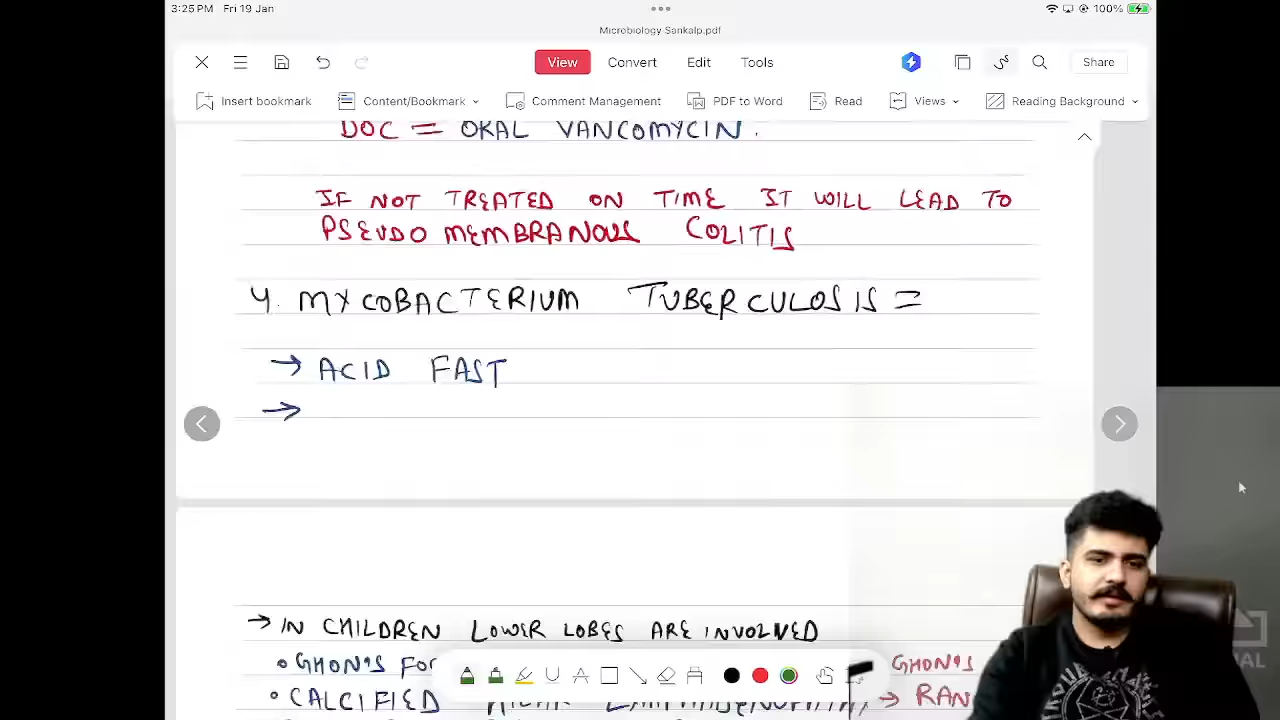 3:25 PM Fri 19 Jan
100%
Microbiology Sankalp.pdf
View Convert Edit Tools Share
Insert bookmark Content/Bookmark Comment Management PDF to Word Read Views Reading Background
DOC = ORAL VANCOMYCIN.
IF NOT TREATED ON TIME IT WILL LEAD TO
PSEUDO MEMBRANOUS COLITIS
4. MYCOBACTERIUM TUBERCULOSIS =
→ ACID FAST
→
→ IN CHILDREN LOWER LOBES ARE INVOLVED
• GHON'S GHON'S
• CALCIFIED → RAN